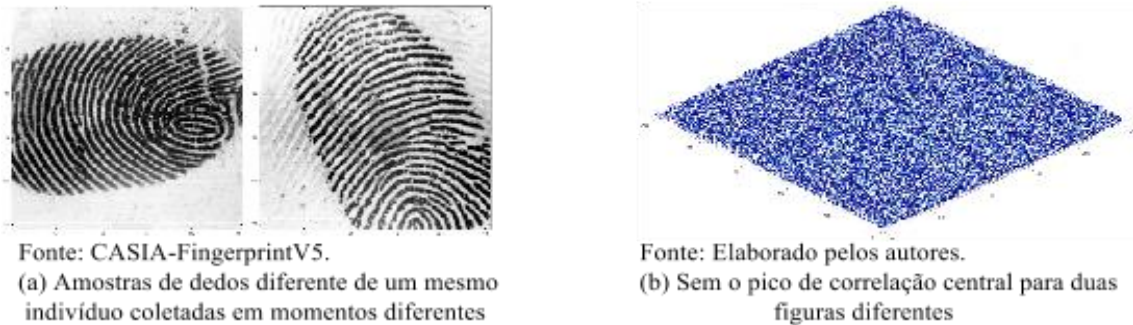 Fonte: CASIA-FingerprintV5.
(a) Amostras de dedos diferente de um mesmo
indivíduo coletadas em momentos diferentes
Fonte: Elaborado pelos autores.
(b) Sem o pico de correlação central para duas
figuras diferentes